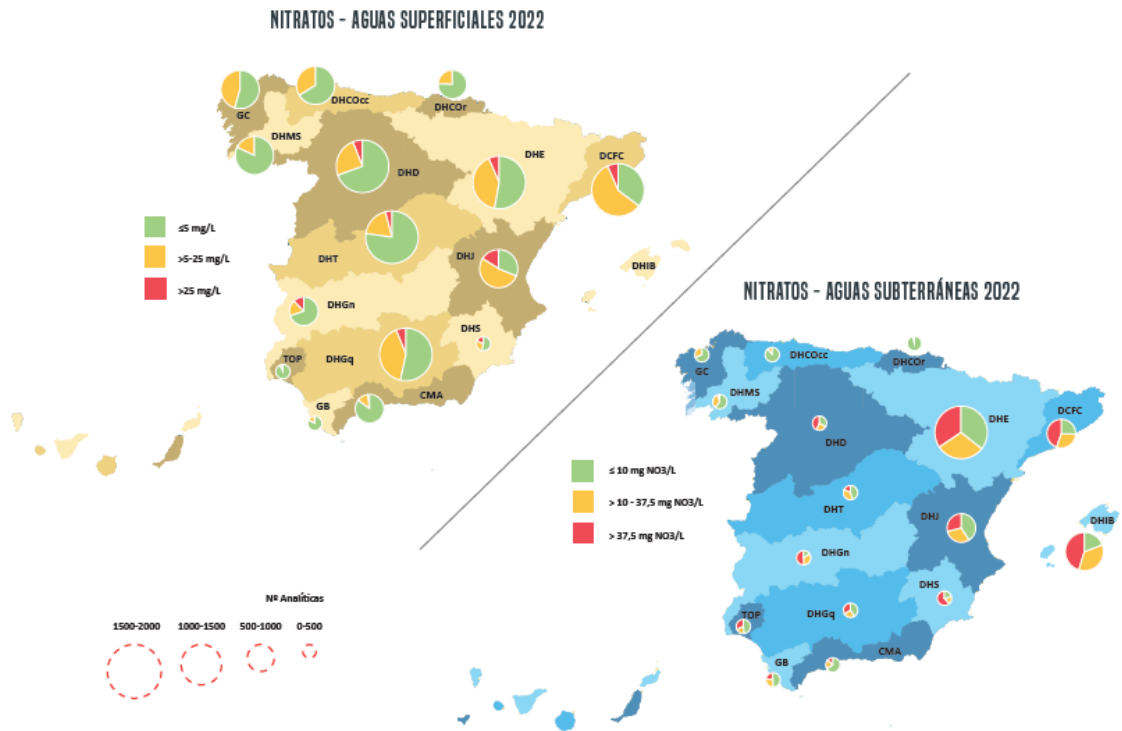 NITRATOS - AGUAS SUPERFICIALES 2022
DHCOcc
DHCOr
GC
DHMS
DHE
DCFC
DHD
≤5 mg/L
>5-25 mg/L
>25 mg/L
DHT
DHJ
DHIB
DHGn
DHS
TOP
DHGq
CMA
GB
NITRATOS - AGUAS SUBTERRÁNEAS 2022
DHCOcc
DHCOr
GC
DHMS
DHE
DCFC
DHD
≤ 10 mg NO3/L
> 10 - 37,5 mg NO3/L
> 37,5 mg NO3/L
DHT
DHJ
DHIB
DHGn
DHS
TOP
DHGq
CMA
GB
Nº Analíticas
1500-2000 1000-1500 500-1000 0-500